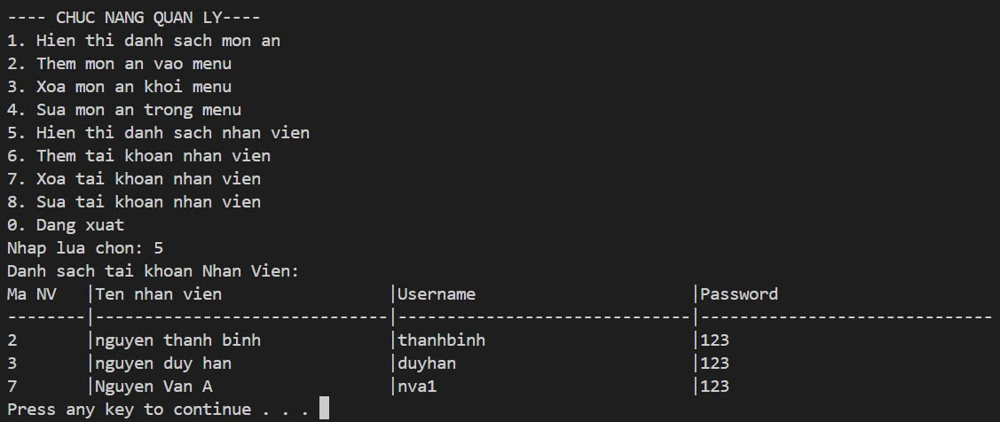 ---- CHUC NANG QUAN LY----
1. Hien thi danh sach mon an
2. Them mon an vao menu
3. Xoa mon an khoi menu
4. Sua mon an trong menu
5. Hien thi danh sach nhan vien
6. Them tai khoan nhan vien
7. Xoa tai khoan nhan vien
8. Sua tai khoan nhan vien
0. Dang xuat
Nhap lua chon: 5
Danh sach tai khoan Nhan Vien:
Ma NV   |Ten nhan vien                 |Username                      |Password
--------|------------------------------|------------------------------|------------------------------
2       |nguyen thanh binh             |thanhbinh                     |123
3       |nguyen duy han                |duyhan                        |123
7       |Nguyen Van A                  |nva1                          |123
Press any key to continue . . .